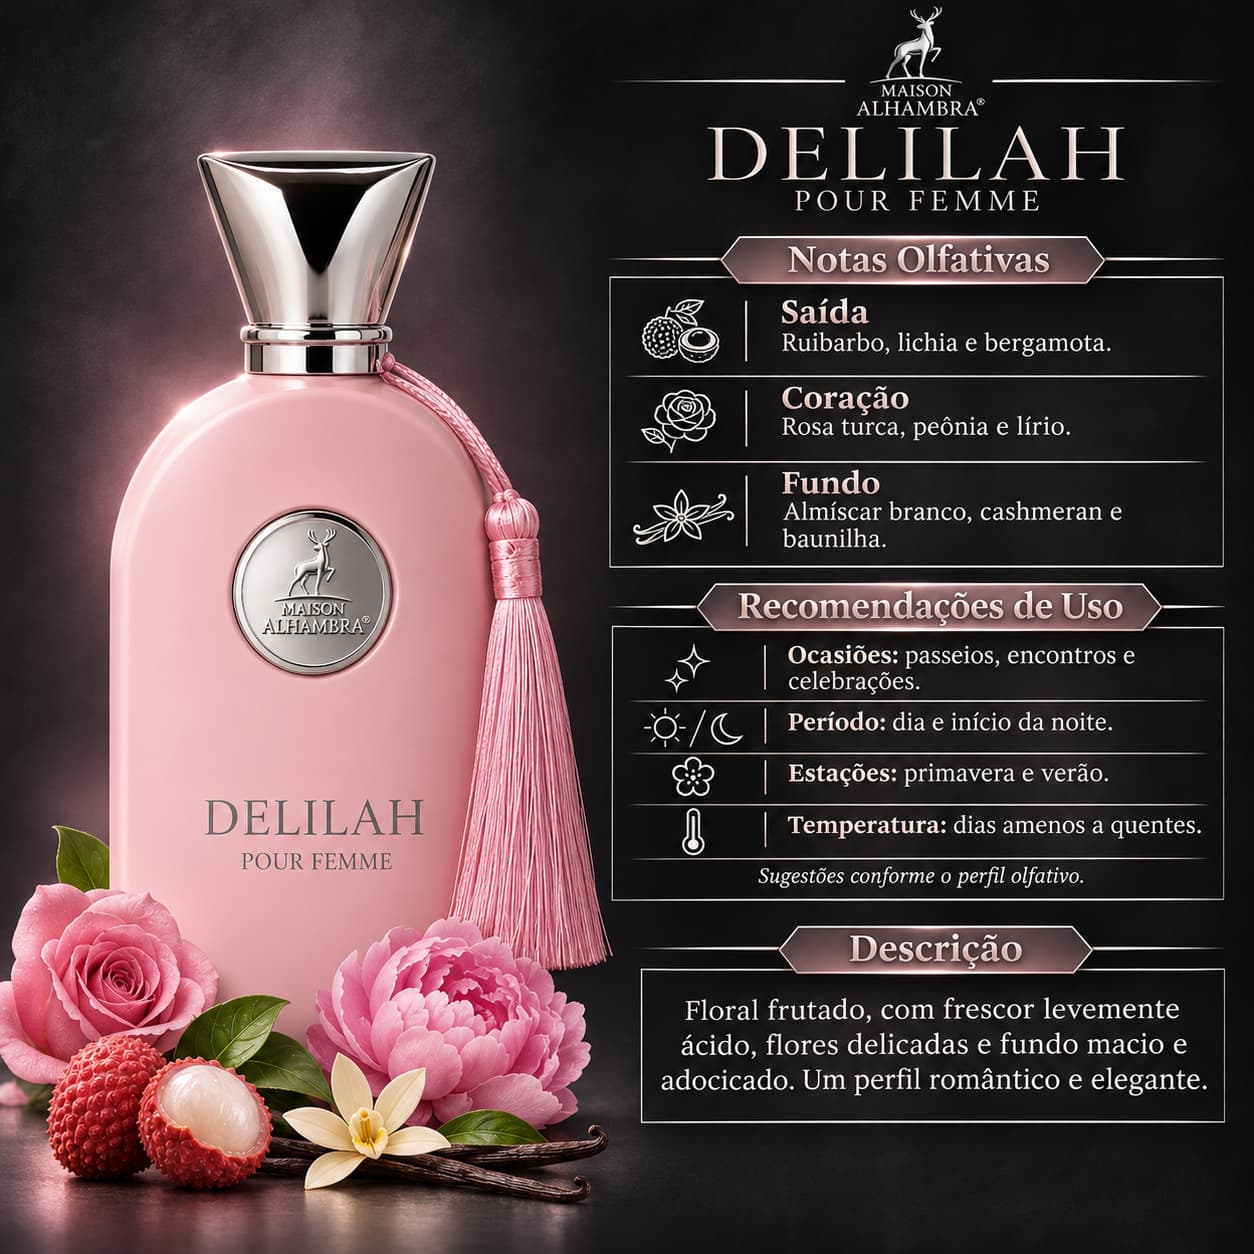 MAISON
ALHAMBRA®
DELILAH
POUR FEMME
Notas Olfativas
Saída
Ruibarbo, lichia e bergamota.
Coração
Rosa turca, peônia e lírio.
Fundo
Almíscar branco, cashmeran e
baunilha.
Recomendações de Uso
Ocasiões: passeios, encontros e
celebrações.
Período: dia e início da noite.
Estações: primavera e verão.
Temperatura: dias amenos a quentes.
Sugestões conforme o perfil olfativo.
Descrição
Floral frutado, com frescor levemente
ácido, flores delicadas e fundo macio e
adocicado. Um perfil romântico e elegante.
MAISON
ALHAMBRA®
DELILAH
POUR FEMME